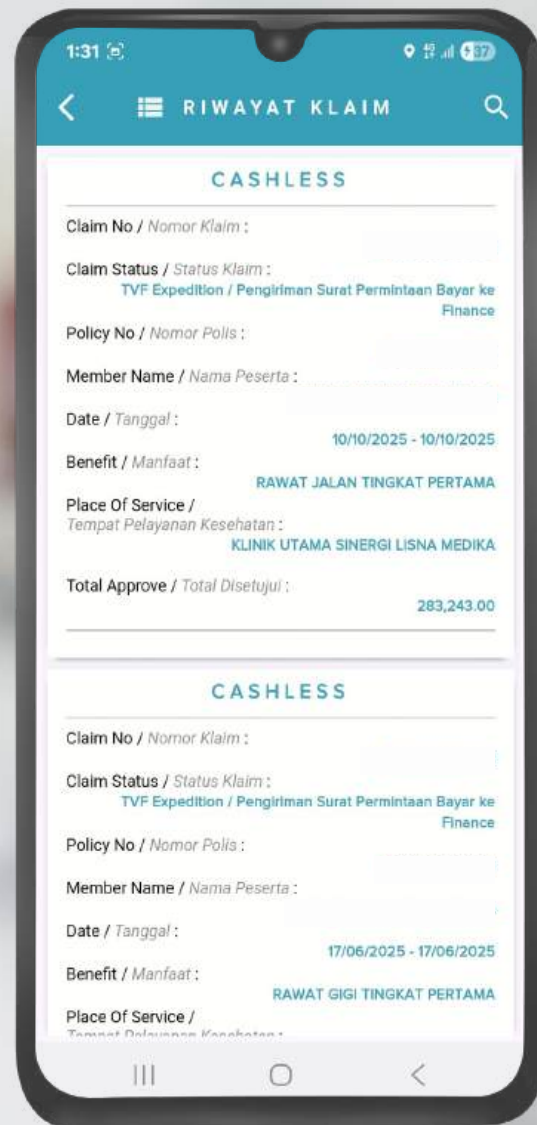 1:31
4G
37
RIWAYAT KLAIM
CASHLESS
Claim No / Nomor Klaim :
Claim Status / Status Klaim :
TVF Expedition / Pengiriman Surat Permintaan Bayar ke
Finance
Policy No / Nomor Polis :
Member Name / Nama Peserta :
Date / Tanggal :
10/10/2025 - 10/10/2025
Benefit / Manfaat :
RAWAT JALAN TINGKAT PERTAMA
Place Of Service /
Tempat Pelayanan Kesehatan :
KLINIK UTAMA SINERGI LISNA MEDIKA
Total Approve / Total Disetujui :
283,243.00
CASHLESS
Claim No / Nomor Klaim :
Claim Status / Status Klaim :
TVF Expedition / Pengiriman Surat Permintaan Bayar ke
Finance
Policy No / Nomor Polis :
Member Name / Nama Peserta :
Date / Tanggal :
17/06/2025 - 17/06/2025
Benefit / Manfaat :
RAWAT GIGI TINGKAT PERTAMA
Place Of Service /
Tempat Pelayanan Kesehatan :